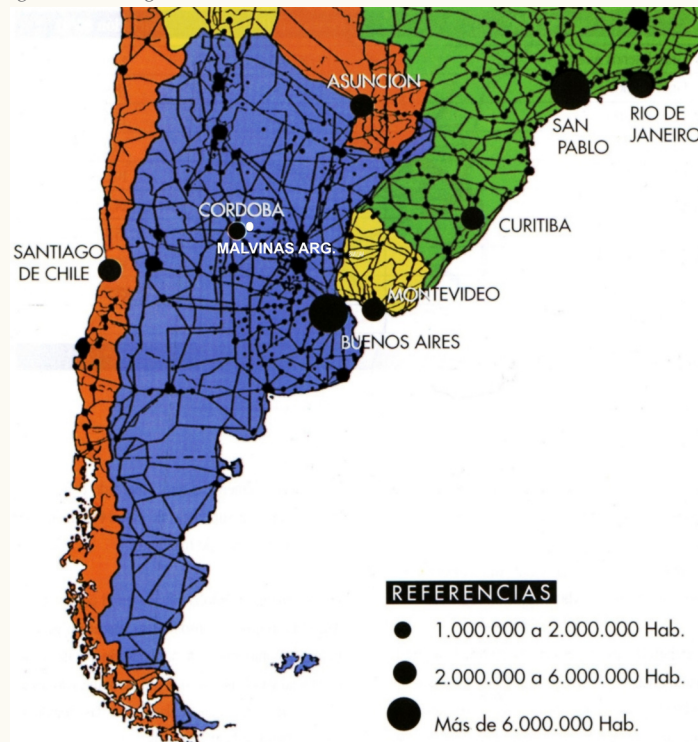 ASUNCION
SAN
PABLO
RIO DE
JANEIRO
CORDOBA
CURITIBA
MALVINAS ARG.
SANTIAGO
DE CHILE
MONTEVIDEO
BUENOS AIRES
REFERENCIAS
1.000.000 a 2.000.000 Hab.
2.000.000 a 6.000.000 Hab.
Más de 6.000.000 Hab.